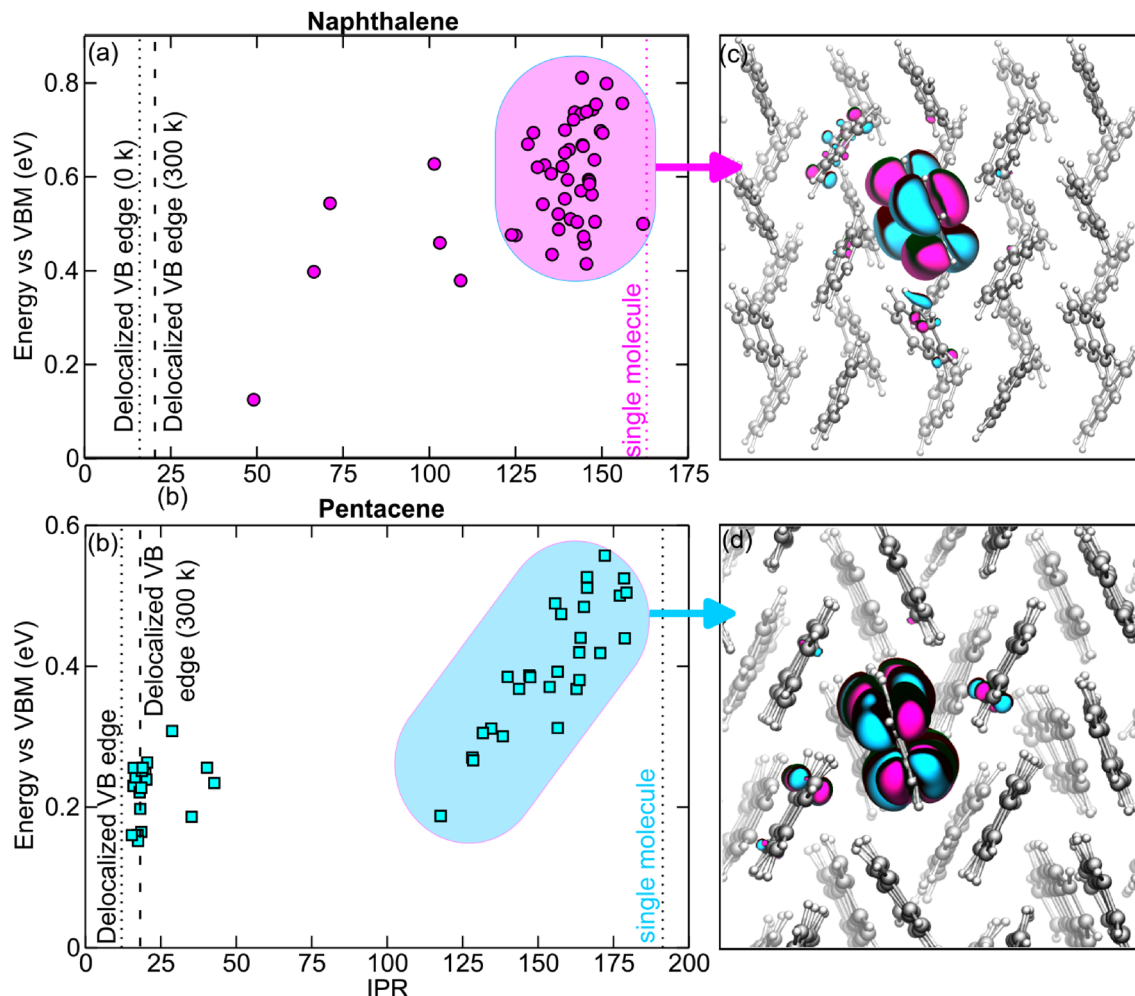 Naphthalene
(a)
(c)
Energy vs VBM (eV)
0.8
0.6
0.4
0.2
0
Delocalized VB edge (0 k)
Delocalized VB edge (300 k)
single molecule
0 25 50 75 100 125 150 175
(b)
Pentacene
(b)
(d)
Energy vs VBM (eV)
0.6
0.4
0.2
0
Delocalized VB edge
Delocalized VB
edge (300 k)
single molecule
0 25 50 75 100 125 150 175 200
IPR